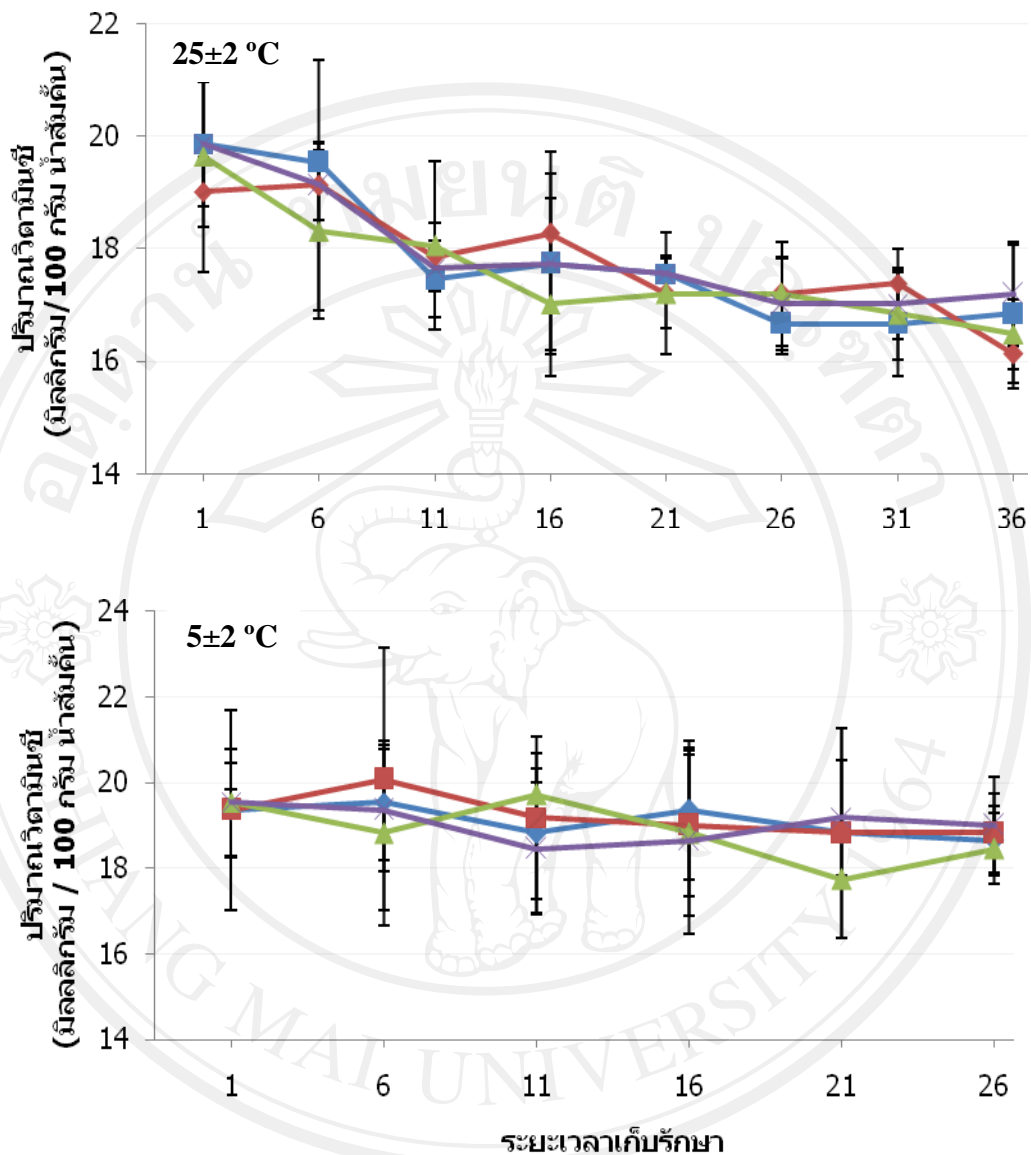 22
20
18
16
14
25±2 ºC
ปริมาณวิตามินซี
(มิลลิกรัม/100 กรัม น้ำส้มคั้น)
1 6 11 16 21 26 31 36
24
22
20
18
16
14
5±2 ºC
ปริมาณวิตามินซี
(มิลลิกรัม / 100 กรัม น้ำส้มคั้น)
1 6 11 16 21 26
ระยะเวลาเก็บรักษา
MAI UNIVERSITY 1964